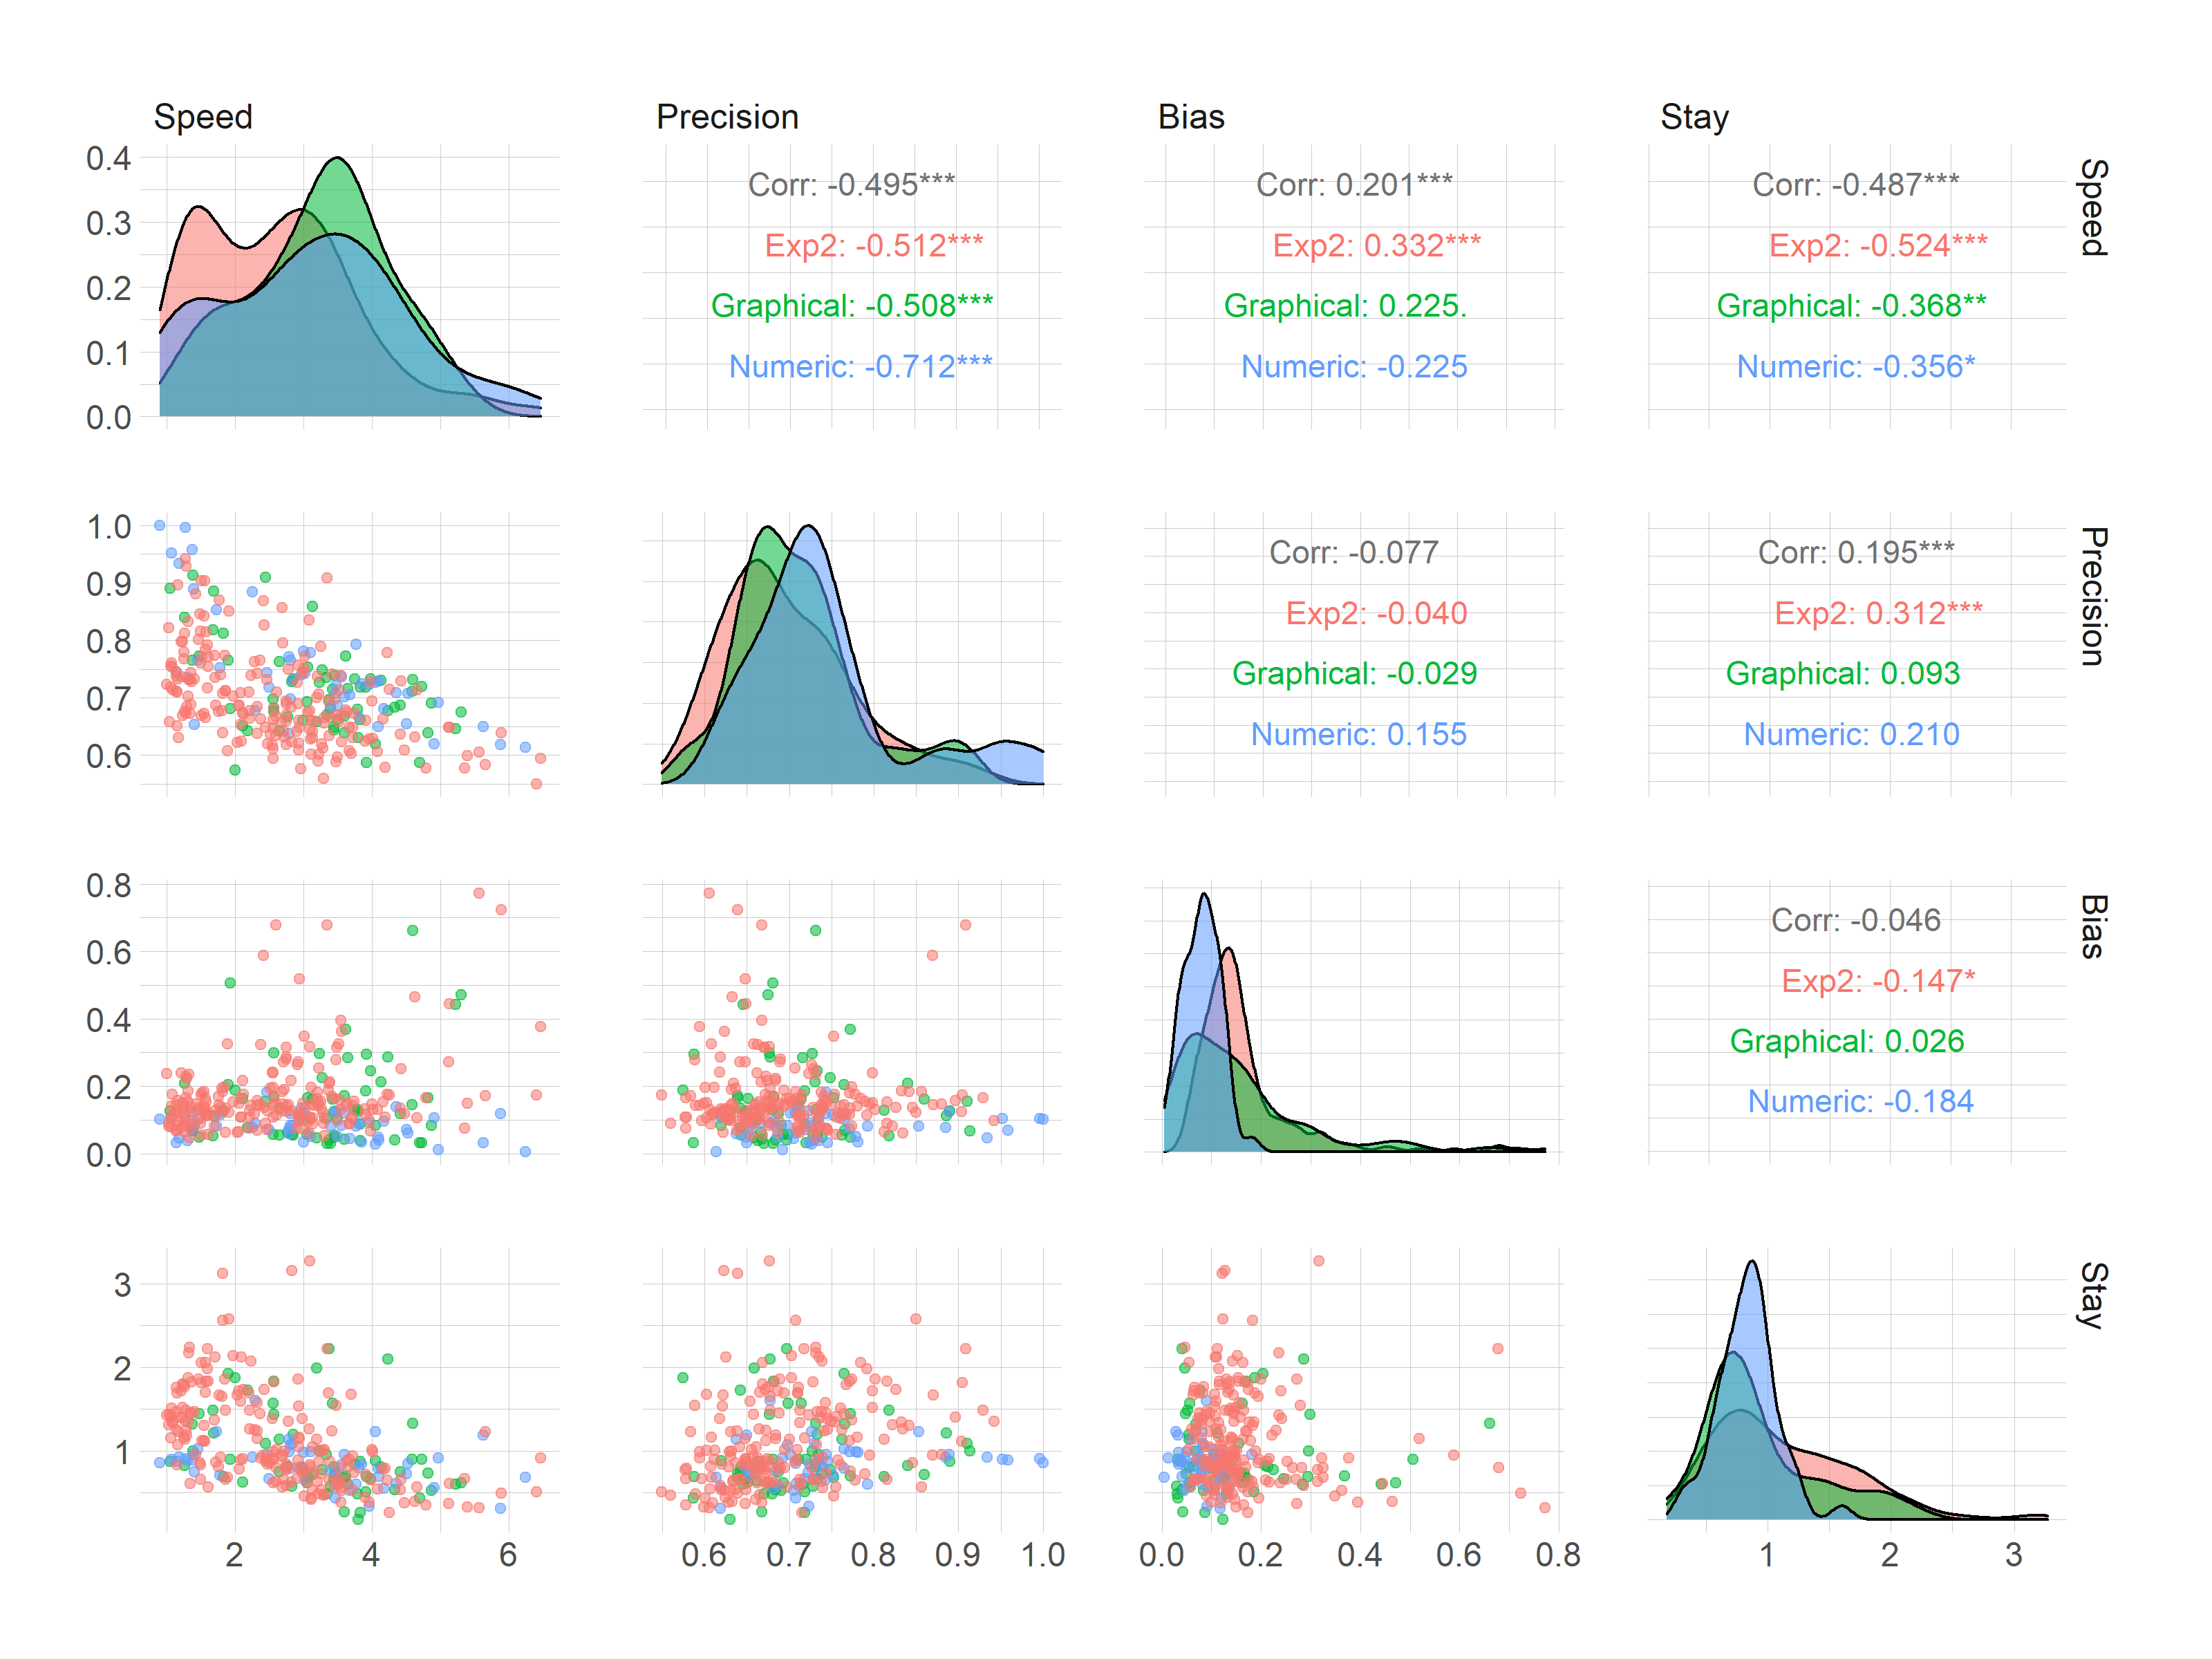 Speed Precision Bias Stay
0.4
0.3
0.2
0.1
0.0
Corr: -0.495***
Exp2: -0.512***
Graphical: -0.508***
Numeric: -0.712***
Corr: 0.201***
Exp2: 0.332***
Graphical: 0.225.
Numeric: -0.225
Corr: -0.487***
Exp2: -0.524***
Graphical: -0.368**
Numeric: -0.356*
Speed
1.0
0.9
0.8
0.7
0.6
Corr: -0.077
Exp2: -0.040
Graphical: -0.029
Numeric: 0.155
Corr: 0.195***
Exp2: 0.312***
Graphical: 0.093
Numeric: 0.210
Precision
0.8
0.6
0.4
0.2
0.0
Corr: -0.046
Exp2: -0.147*
Graphical: 0.026
Numeric: -0.184
Bias
3
2
1
Stay
2 4 6
0.6 0.7 0.8 0.9 1.0
0.0 0.2 0.4 0.6 0.8
1 2 3